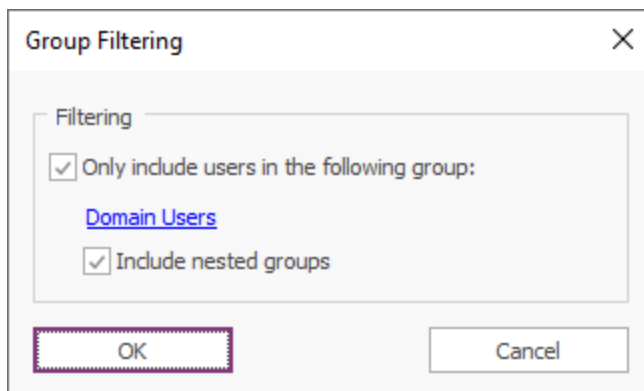 Group Filtering
Filtering
Only include users in the following group:
Domain Users
Include nested groups
OK
Cancel